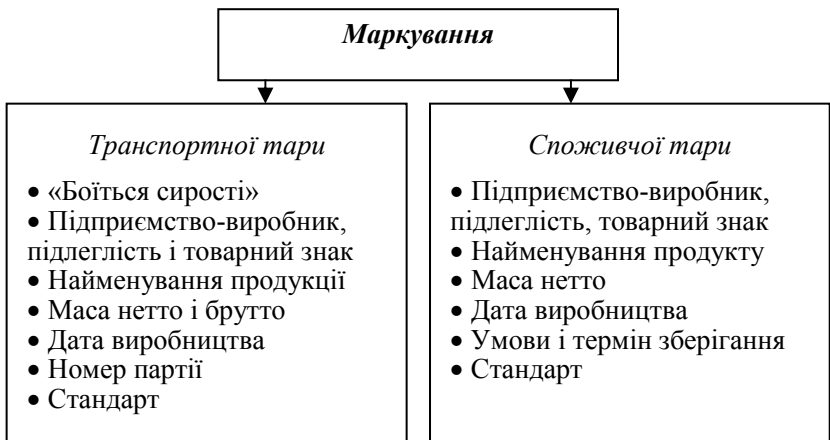 Маркування
Транспортної тари
• «Боїться сирості»
• Підприємство-виробник,
підлеглість і товарний знак
• Найменування продукції
• Маса нетто і брутто
• Дата виробництва
• Номер партії
• Стандарт
Споживчої тари
• Підприємство-виробник,
підлеглість, товарний знак
• Найменування продукту
• Маса нетто
• Дата виробництва
• Умови і термін зберігання
• Стандарт